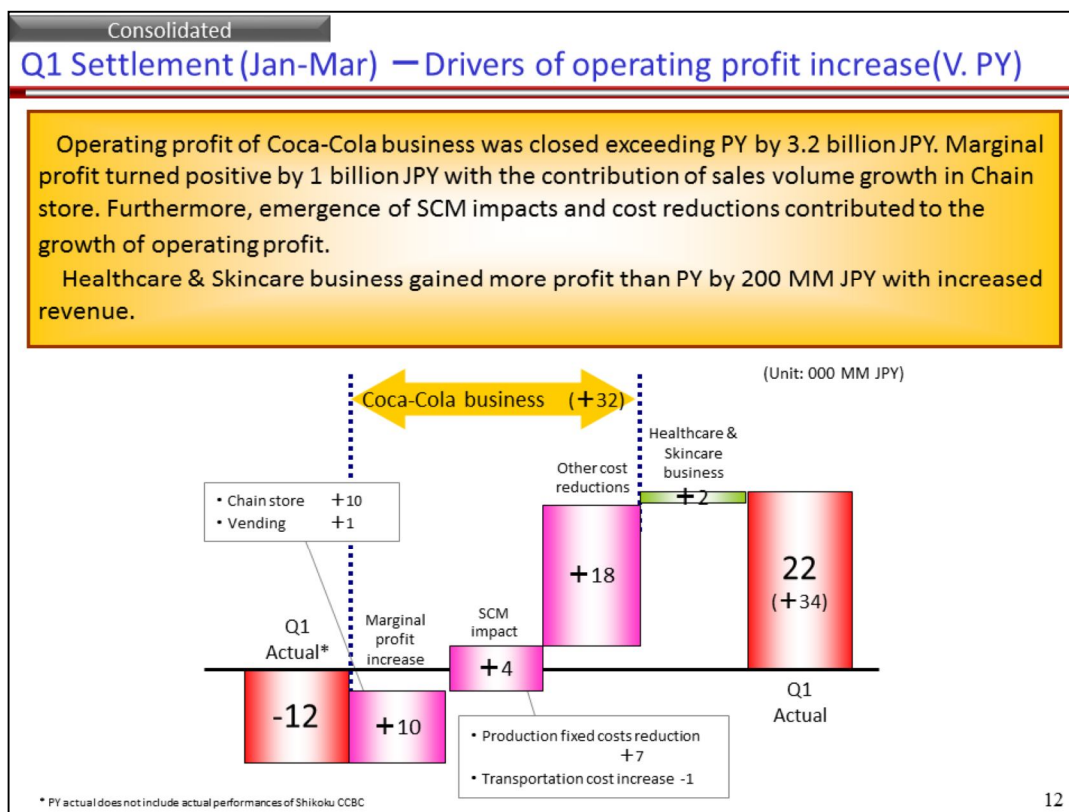 Consolidated
Q1 Settlement (Jan-Mar) －Drivers of operating profit increase(V. PY)
Operating profit of Coca-Cola business was closed exceeding PY by 3.2 billion JPY. Marginal
profit turned positive by 1 billion JPY with the contribution of sales volume growth in Chain
store. Furthermore, emergence of SCM impacts and cost reductions contributed to the
growth of operating profit.
Healthcare & Skincare business gained more profit than PY by 200 MM JPY with increased
revenue.
(Unit: 000 MM JPY)
Coca-Cola business (＋32)
Healthcare &
Skincare
business
＋2
Other cost
reductions
＋18
• Chain store ＋10
• Vending ＋1
22
(＋34)
Q1
Actual*
-12
Marginal
profit
increase
＋10
SCM
impact
＋4
Q1
Actual
• Production fixed costs reduction
＋7
• Transportation cost increase -1
* PY actual does not include actual performances of Shikoku CCBC
12